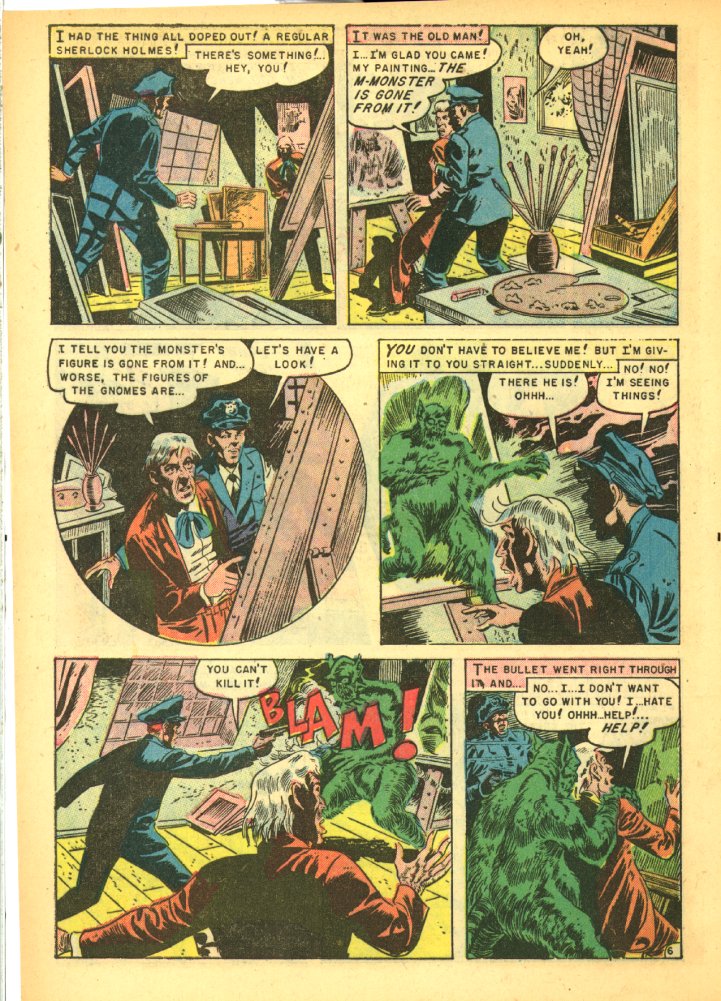 I HAD THE THING ALL DOPED OUT! A REGULAR
SHERLOCK HOLMES!
THERE'S SOMETHING!...
HEY, YOU!
IT WAS THE OLD MAN!
I...I'M GLAD YOU CAME!
MY PAINTING...THE
M-MONSTER
IS GONE
FROM IT!
OH,
YEAH!
I TELL YOU THE MONSTER'S
FIGURE IS GONE FROM IT! AND...
WORSE, THE FIGURES OF
THE GNOMES ARE...
LET'S HAVE A
LOOK!
YOU DON'T HAVE TO BELIEVE ME! BUT I'M GIV-
ING IT TO YOU STRAIGHT...SUDDENLY...
THERE HE IS!
OHHH...
NO! NO!
I'M SEEING
THINGS!
YOU CAN'T
KILL IT!
BLAM!
THE BULLET WENT RIGHT THROUGH
IT AND...
NO...I...I DON'T WANT
TO GO WITH YOU! I...HATE
YOU! OHHH...HELP!...
HELP!
6